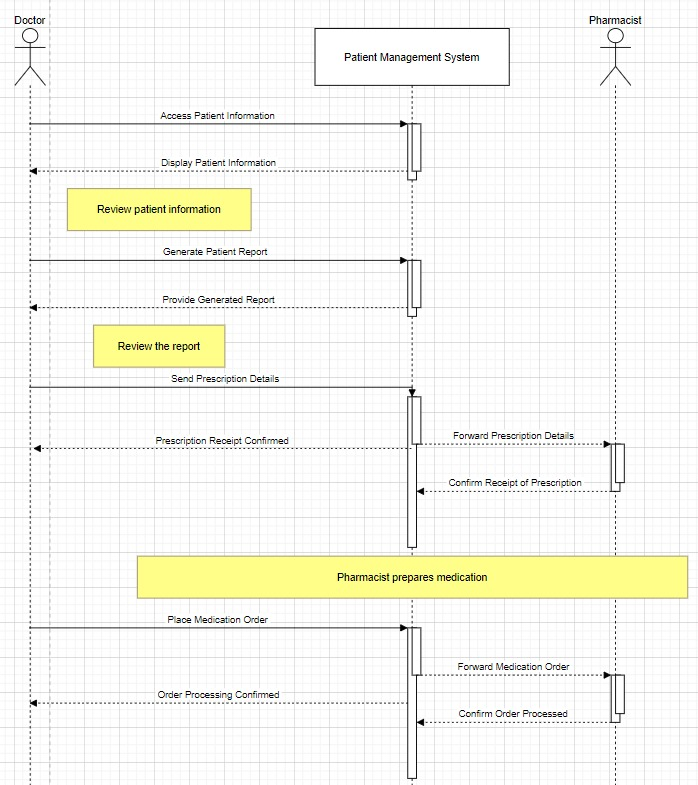 Doctor
Pharmacist
Patient Management System
Access Patient Information
Display Patient Information
Review patient information
Generate Patient Report
Provide Generated Report
Review the report
Send Prescription Details
Forward Prescription Details
Prescription Receipt Confirmed
Confirm Receipt of Prescription
Pharmacist prepares medication
Place Medication Order
Forward Medication Order
Order Processing Confirmed
Confirm Order Processed